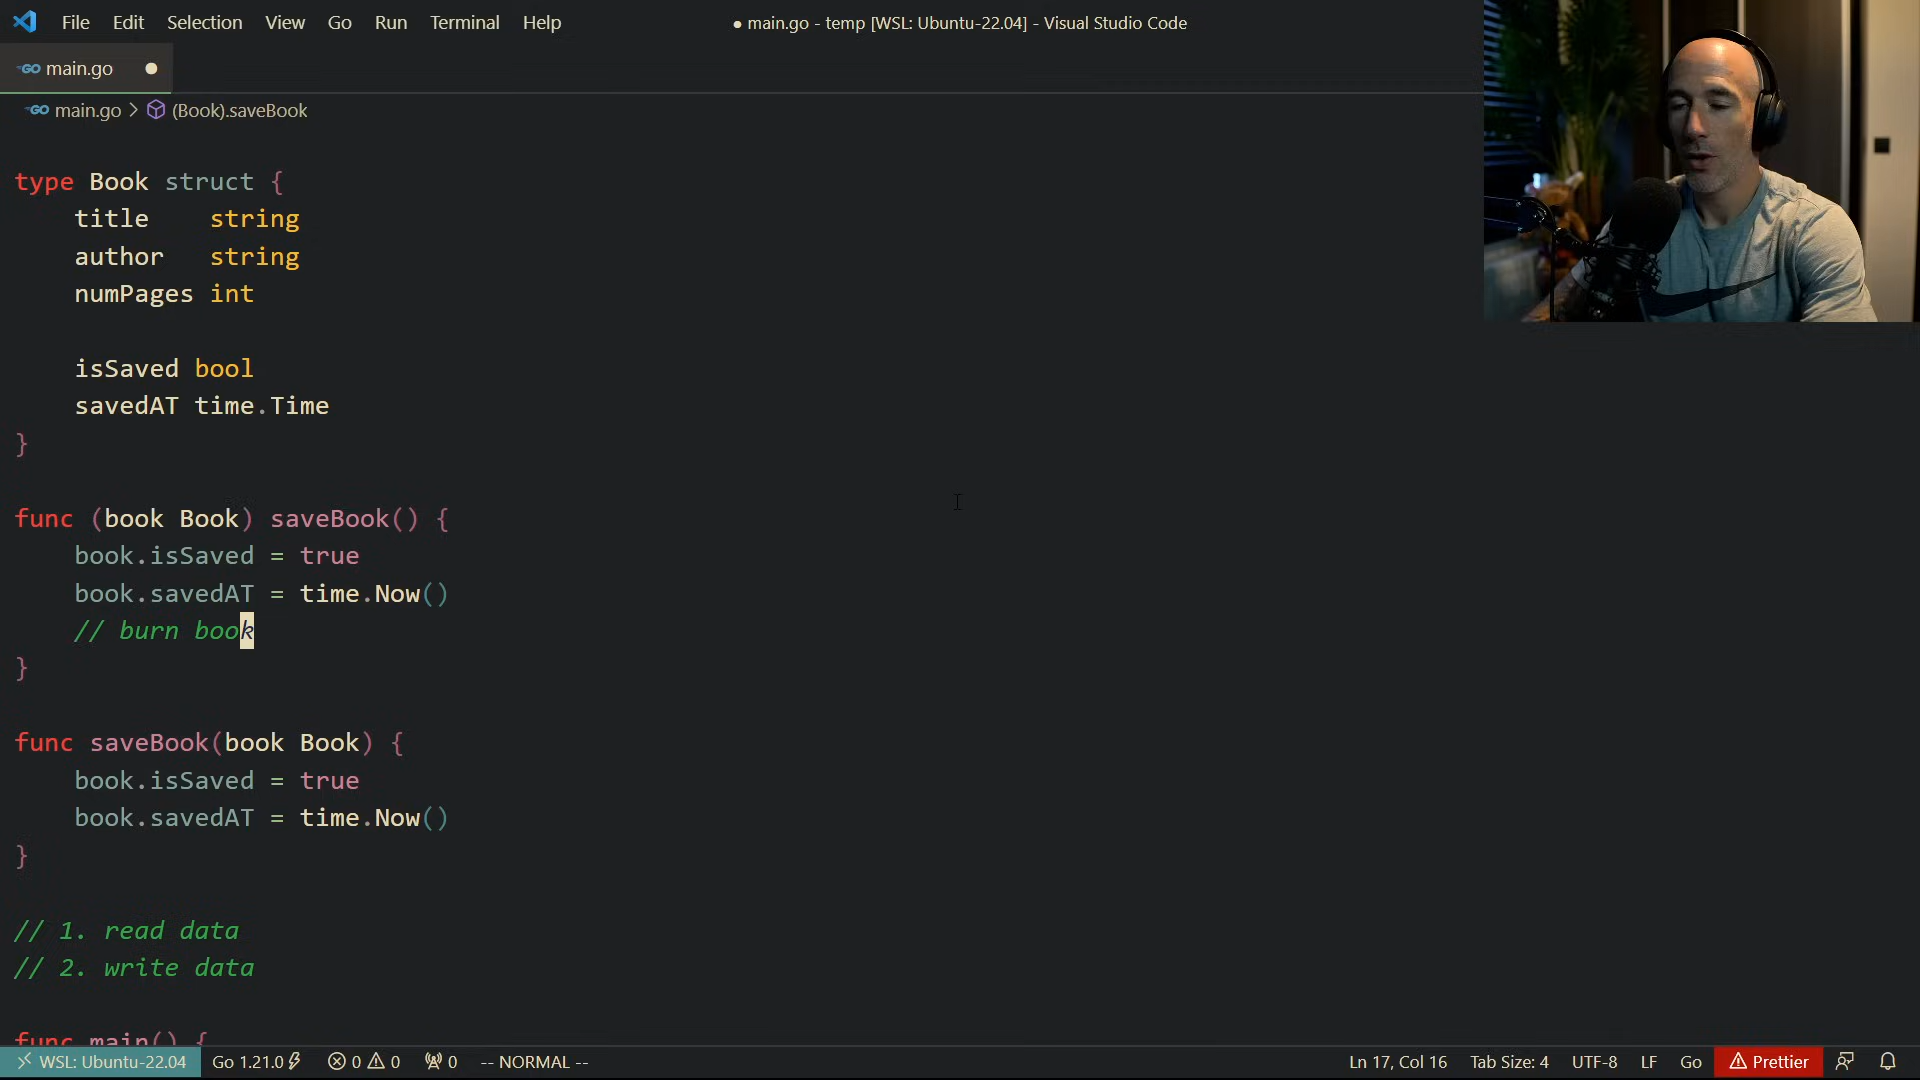 File Edit Selection View Go Run Terminal Help
● main.go - temp [WSL: Ubuntu-22.04] - Visual Studio Code
GO main.go ●
GO main.go > (Book).saveBook
type Book struct {
title string
author string
numPages int
isSaved bool
savedAT time.Time
}
func (book Book) saveBook() {
book.isSaved = true
book.savedAT = time.Now()
// burn book
}
func saveBook(book Book) {
book.isSaved = true
book.savedAT = time.Now()
}
// 1. read data
// 2. write data
func main() {
WSL: Ubuntu-22.04 Go 1.21.0 0 0 0 -- NORMAL -- Ln 17, Col 16 Tab Size: 4 UTF-8 LF Go Prettier